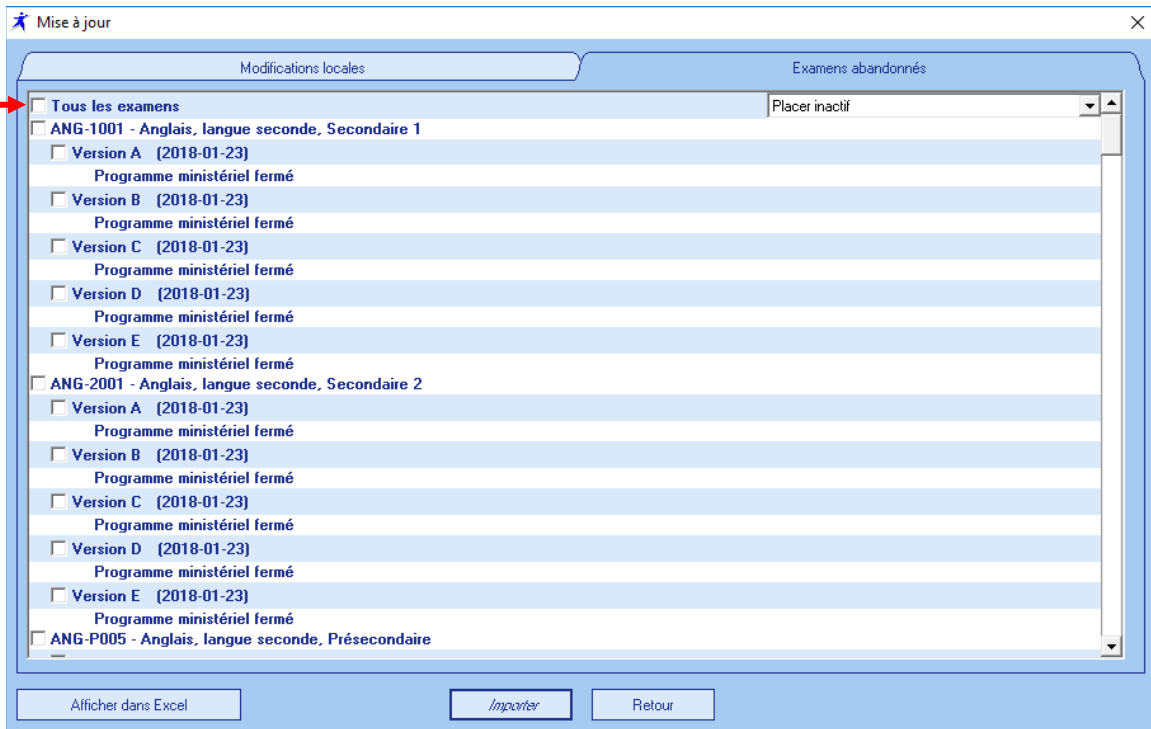 Mise à jour
Modifications locales
Examens abandonnés
Tous les examens
Placer inactif
ANG-1001 - Anglais, langue seconde, Secondaire 1
Version A (2018-01-23)
Programme ministériel fermé
Version B (2018-01-23)
Programme ministériel fermé
Version C (2018-01-23)
Programme ministériel fermé
Version D (2018-01-23)
Programme ministériel fermé
Version E (2018-01-23)
Programme ministériel fermé
ANG-2001 - Anglais, langue seconde, Secondaire 2
Version A (2018-01-23)
Programme ministériel fermé
Version B (2018-01-23)
Programme ministériel fermé
Version C (2018-01-23)
Programme ministériel fermé
Version D (2018-01-23)
Programme ministériel fermé
Version E (2018-01-23)
Programme ministériel fermé
ANG-P005 - Anglais, langue seconde, Présecondaire
Afficher dans Excel
Importer
Retour